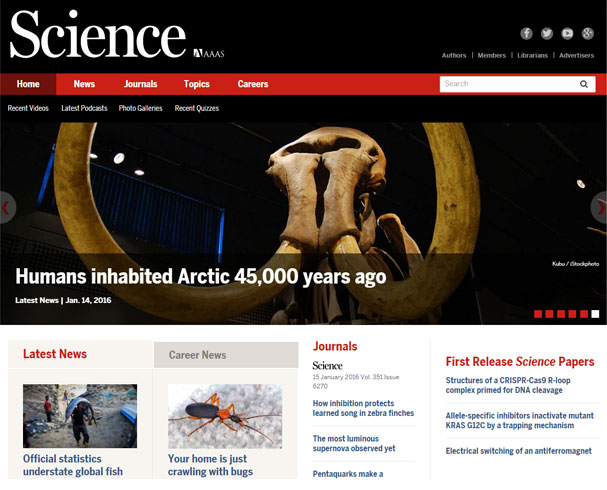 Science
AAAS
Authors | Members | Librarians | Advertisers
Home News Journals Topics Careers
Search
Recent Videos Latest Podcasts Photo Galleries Recent Quizzes
Kubu / iStockphoto
Humans inhabited Arctic 45,000 years ago
Latest News | Jan. 14, 2016
Latest News
Career News
Official statistics
understate global fish
Your home is just
crawling with bugs
Journals
Science
15 January 2016 Vol. 351 Issue
6270
How inhibition protects
learned song in zebra finches
The most luminous
supernova observed yet
Pentaquarks make a
First Release Science Papers
Structures of a CRISPR-Cas9 R-loop
complex primed for DNA cleavage
Allele-specific inhibitors inactivate mutant
KRAS G12C by a trapping mechanism
Electrical switching of an antiferromagnet